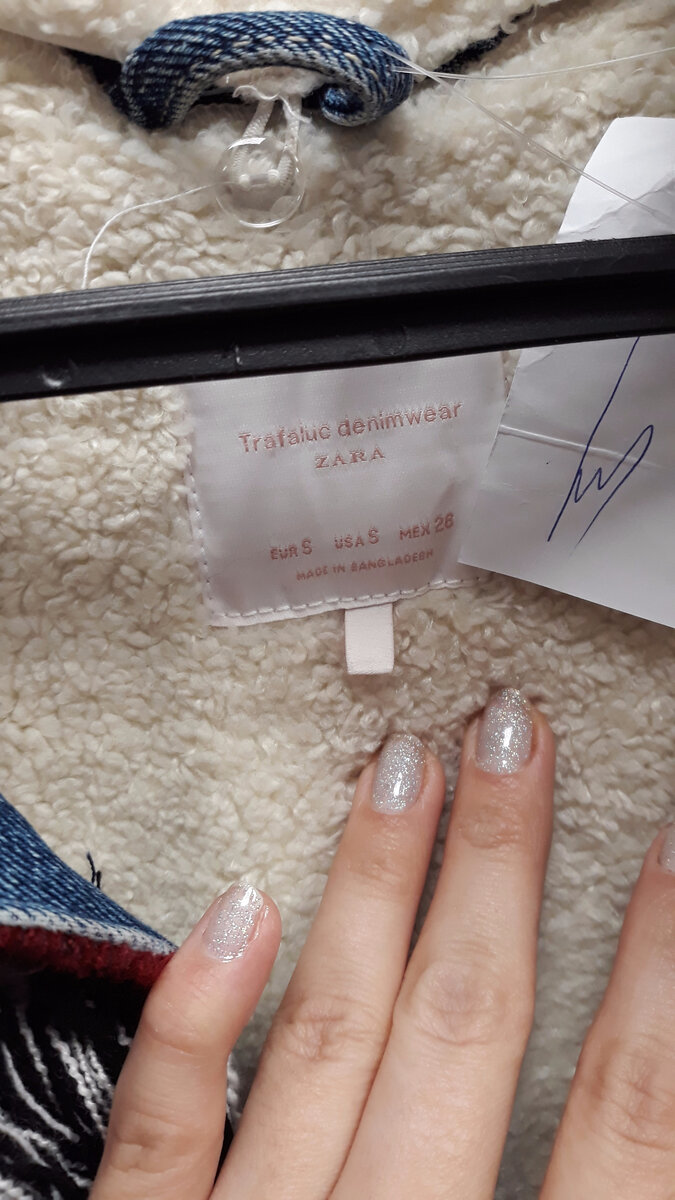 Trafaluc denimwear
ZARA
EUR S USA S MEX 26
MADE IN BANGLADESH